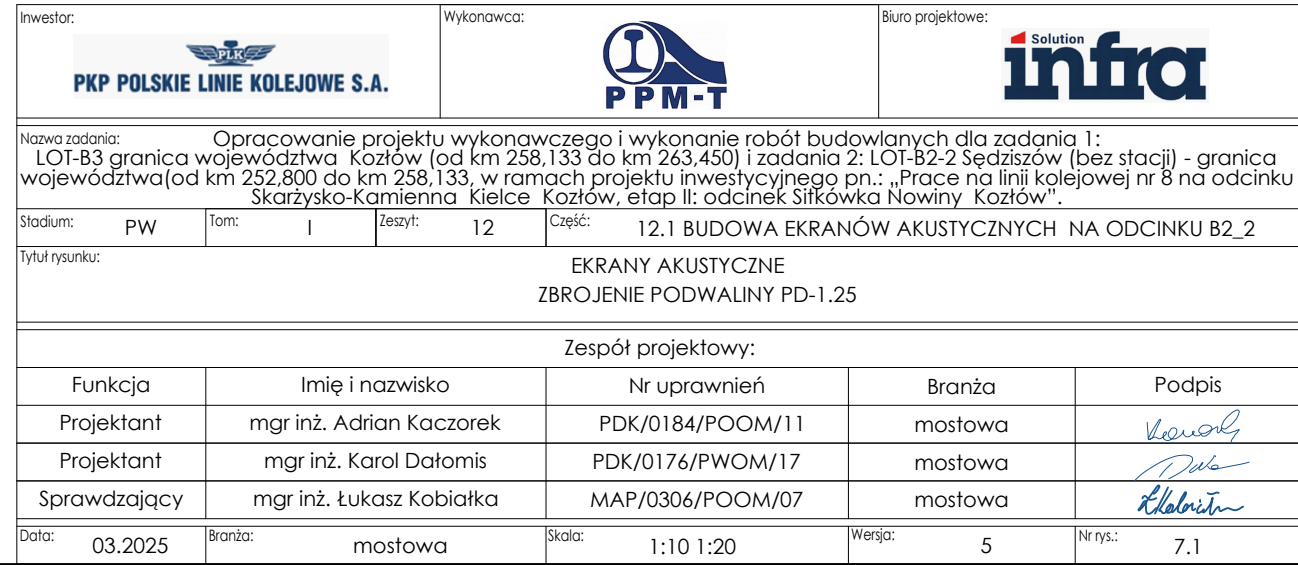 Inwestor: Wykonawca: Biuro projektowe:
PLK
PKP POLSKIE LINIE KOLEJOWE S.A.
PPM-T
Solution
infra
Nazwa zadania: Opracowanie projektu wykonawczego i wykonanie robót budowlanych dla zadania 1:
LOT-B3 granica województwa Kozłów (od km 258,133 do km 263,450) i zadania 2: LOT-B2-2 Sędziszów (bez stacji) - granica
województwa(od km 252,800 do km 258,133, w ramach projektu inwestycyjnego pn.: „Prace na linii kolejowej nr 8 na odcinku
Skarżysko-Kamienna Kielce Kozłów, etap II: odcinek Sitkówka Nowiny Kozłów”.
Stadium: PW Tom: I Zeszyt: 12 Część: 12.1 BUDOWA EKRANÓW AKUSTYCZNYCH NA ODCINKU B2_2
Tytuł rysunku:
EKRANY AKUSTYCZNE
ZBROJENIE PODWALINY PD-1.25
Zespół projektowy:
Funkcja Imię i nazwisko Nr uprawnień Branża Podpis
Projektant mgr inż. Adrian Kaczorek PDK/0184/POOM/11 mostowa
Projektant mgr inż. Karol Dałomis PDK/0176/PWOM/17 mostowa
Sprawdzający mgr inż. Łukasz Kobiałka MAP/0306/POOM/07 mostowa
Data: 03.2025 Branża: mostowa Skala: 1:10 1:20 Wersja: 5 Nr rys.: 7.1